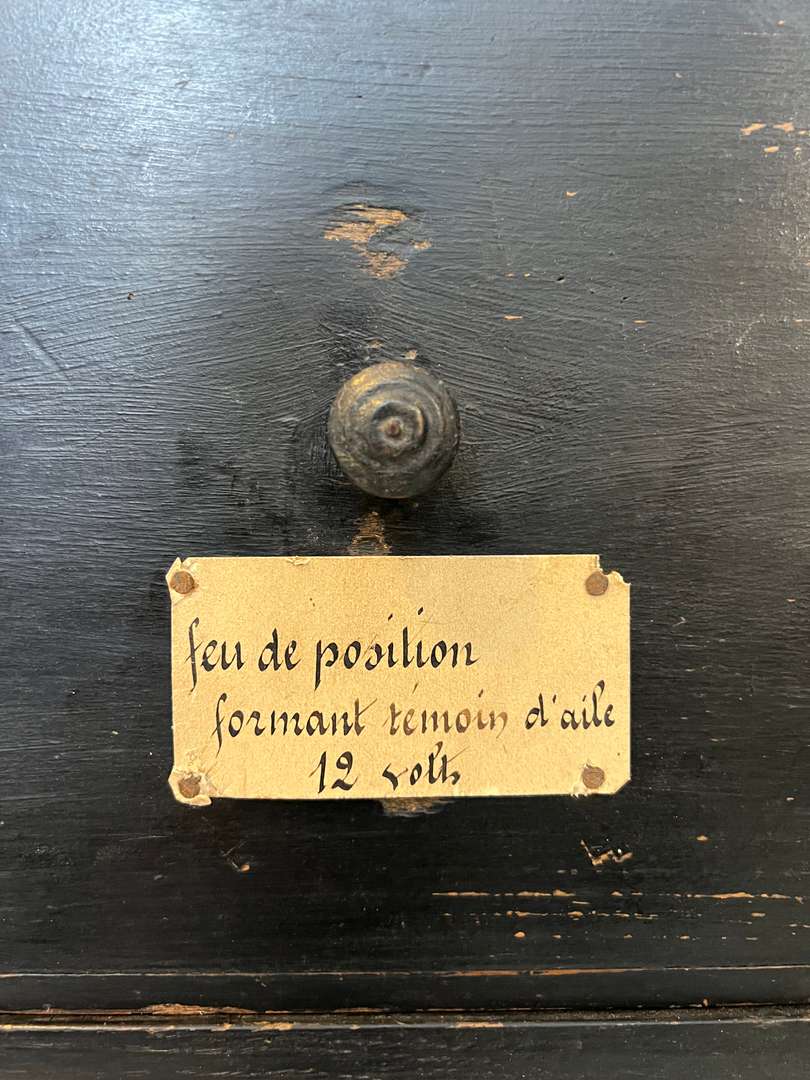 feu de position
formant témoin d'aile
12 volts